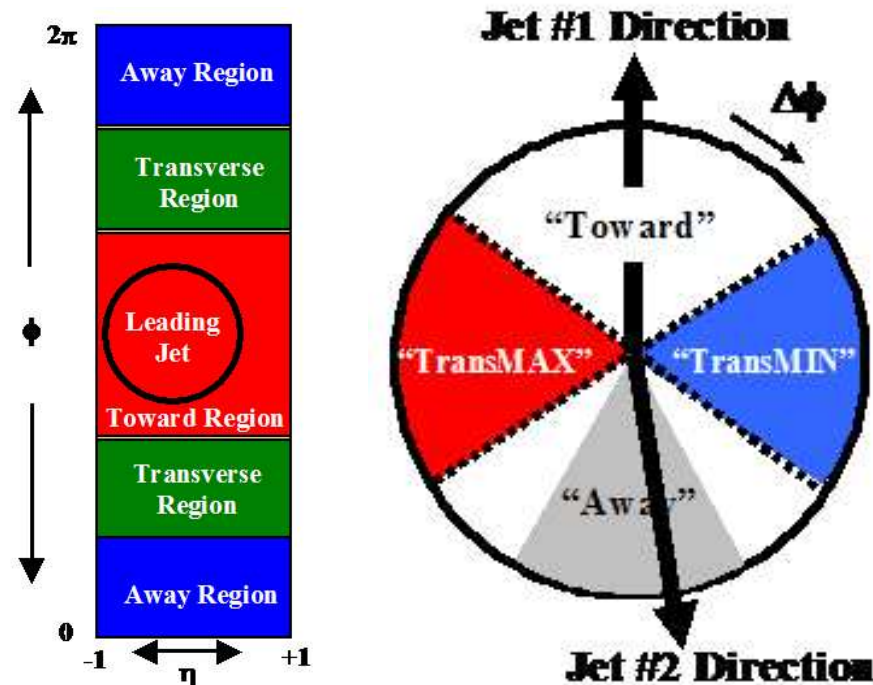 2π
Away Region
Transverse
Region
Leading
Jet
Toward Region
ϕ
Transverse
Region
Away Region
0
-1
η
+1
Jet #1 Direction
Δϕ
“Toward”
“TransMAX”
“TransMIN”
“Away”
Jet #2 Direction